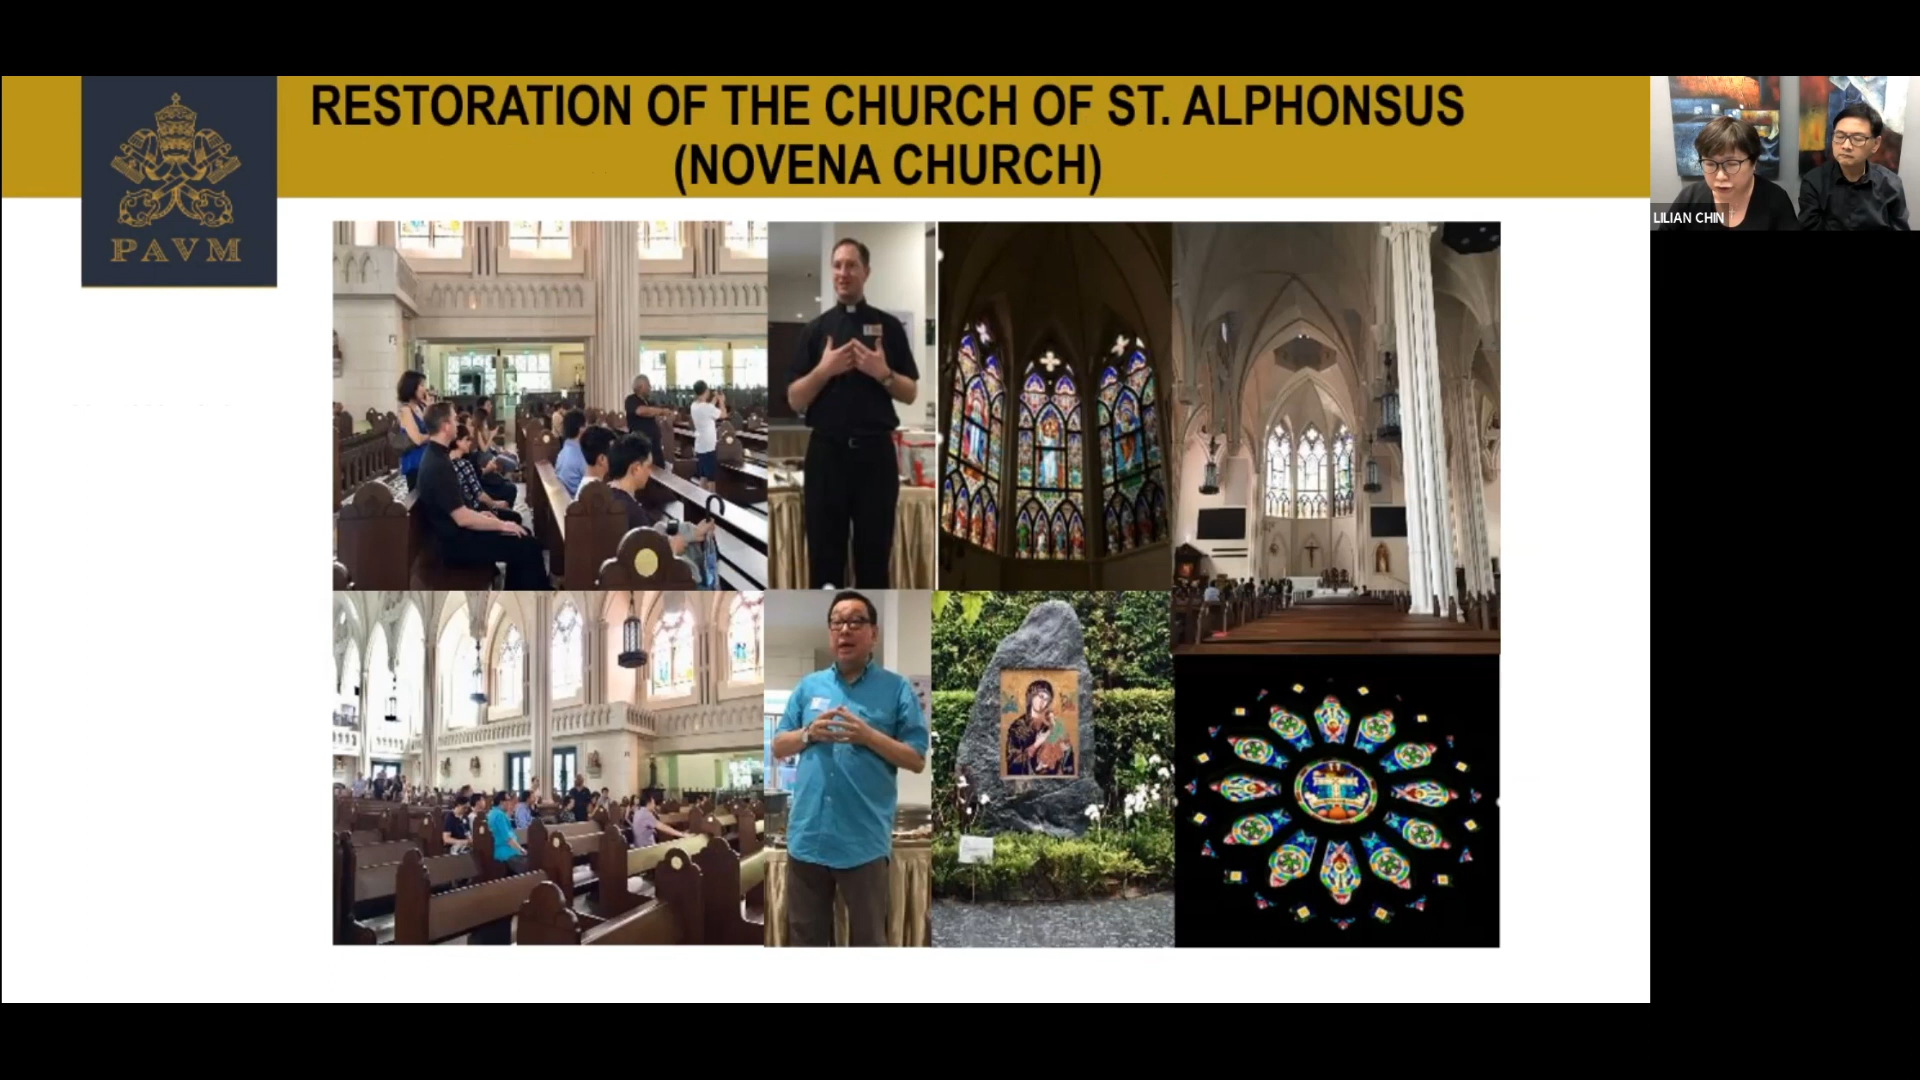 RESTORATION OF THE CHURCH OF ST. ALPHONSUS
(NOVENA CHURCH)
PAVM
LILIAN CHIN